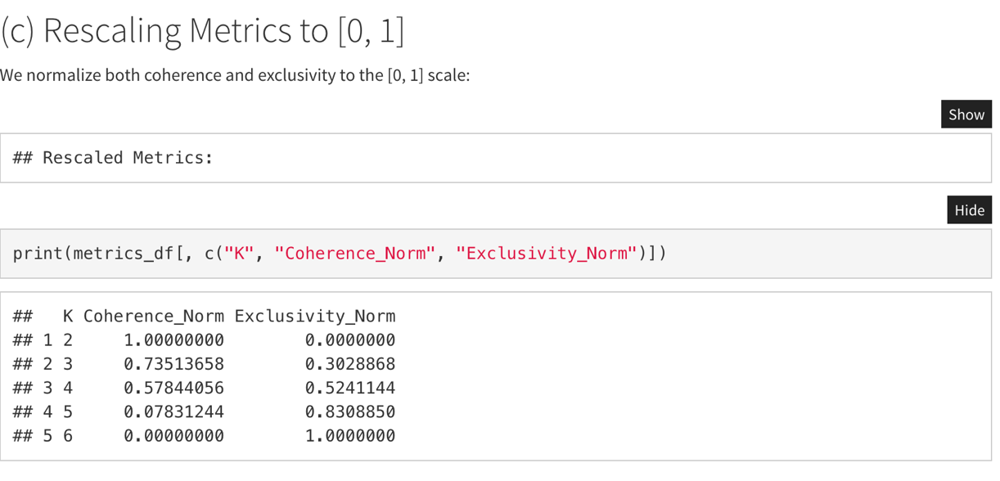 (c) Rescaling Metrics to [0, 1]
We normalize both coherence and exclusivity to the [0, 1] scale:
Show
## Rescaled Metrics:
Hide
print(metrics_df[, c("K", "Coherence_Norm", "Exclusivity_Norm")])
##   K Coherence_Norm Exclusivity_Norm
## 1 2     1.00000000        0.0000000
## 2 3     0.73513658        0.3028868
## 3 4     0.57844056        0.5241144
## 4 5     0.07831244        0.8308850
## 5 6     0.00000000        1.0000000